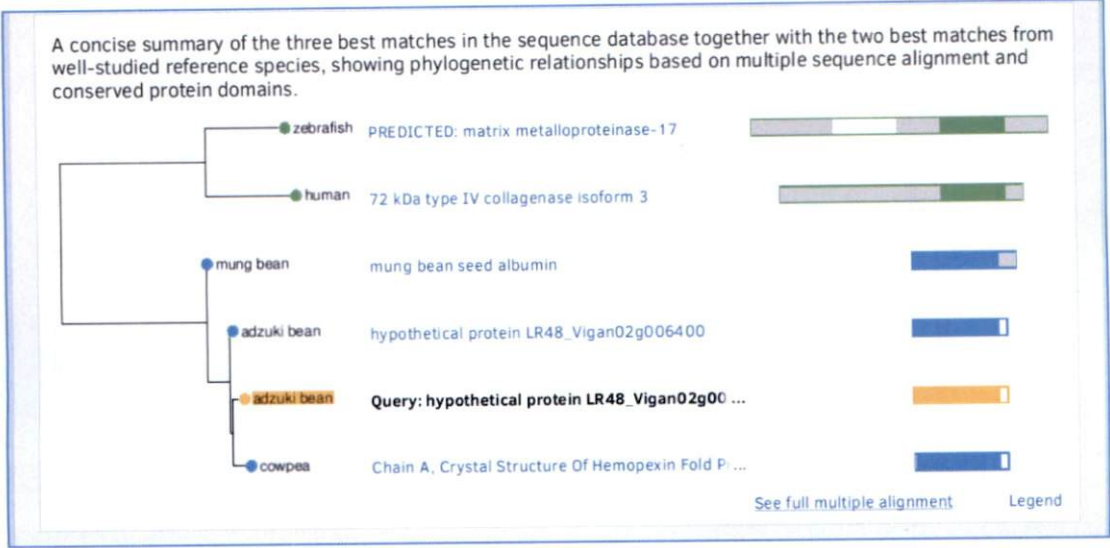 A concise summary of the three best matches in the sequence database together with the two best matches from
well-studied reference species, showing phylogenetic relationships based on multiple sequence alignment and
conserved protein domains.
zebrafish PREDICTED: matrix metalloproteinase-17
human 72 kDa type IV collagenase isoform 3
mung bean mung bean seed albumin
adzuki bean hypothetical protein LR48_Vigan02g006400
adzuki bean Query: hypothetical protein LR48_Vigan02g00 ...
cowpea Chain A, Crystal Structure Of Hemopexin Fold P ...
See full multiple alignment Legend